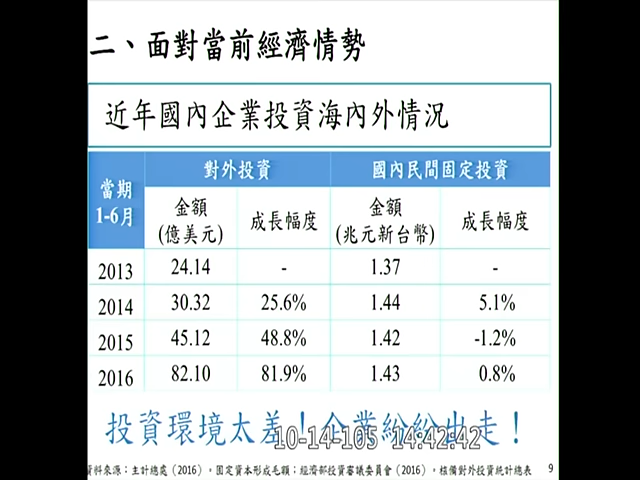 二、面對當前經濟情勢
近年國內企業投資海內外情況
當期 1-6月 對外投資 國內民間固定投資
金額 (億美元) 成長幅度 金額 (兆元新台幣) 成長幅度
2013 24.14 - 1.37 -
2014 30.32 25.6% 1.44 5.1%
2015 45.12 48.8% 1.42 -1.2%
2016 82.10 81.9% 1.43 0.8%
投資環境太差！企業紛紛出走！
10-14-105 14:42:42
資料來源：主計總處（2016），固定資本形成毛額；經濟部投資審議委員會（2016），核備對外投資統計總表 9